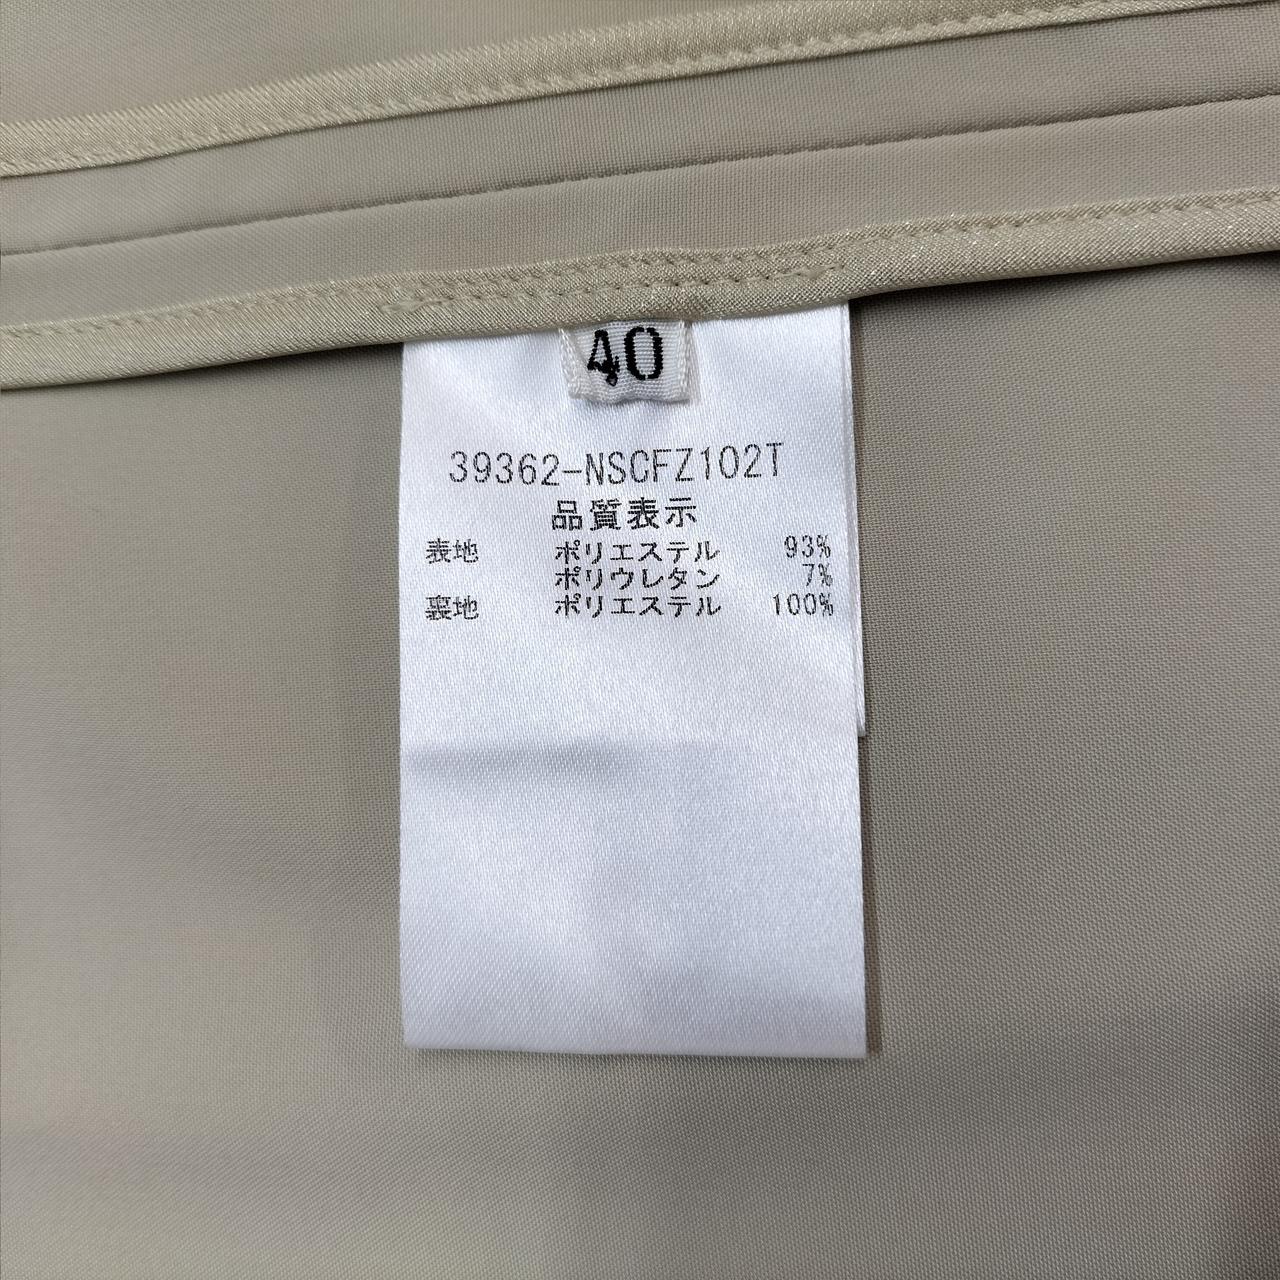 40
39362-NSCFZ102T
品質表示
表地 ポリエステル 93%
ポリウレタン 7%
裏地 ポリエステル 100%